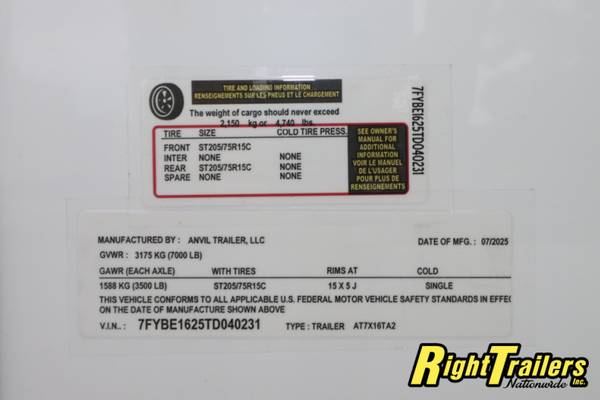 TIRE AND LOADING INFORMATION
RENSEIGNEMENTS SUR LES PNEUS ET LE CHARGEMENT
The weight of cargo should never exceed
2,150 kg or 4,740 lbs.
TIRE SIZE COLD TIRE PRESS.
FRONT ST205/75R15C
INTER NONE NONE
REAR ST205/75R15C NONE
SPARE NONE NONE
SEE OWNER'S
MANUAL FOR
ADDITIONAL
INFORMATION
VOIR LE MANUEL
DE L'USAGER
POUR PLUS DE
RENSEIGNEMENTS
7FYBE1625TD040231
MANUFACTURED BY : ANVIL TRAILER, LLC DATE OF MFG. : 07/2025
GVWR : 3175 KG (7000 LB)
GAWR (EACH AXLE) WITH TIRES RIMS AT COLD
1588 KG (3500 LB) ST205/75R15C 15 X 5 J SINGLE
THIS VEHICLE CONFORMS TO ALL APPLICABLE U.S. FEDERAL MOTOR VEHICLE SAFETY STANDARDS IN EFFEC
ON THE DATE OF MANUFACTURE SHOWN ABOVE
V.I.N.: 7FYBE1625TD040231 TYPE : TRAILER AT7X16TA2
RightTrailers Inc.
Nationwide